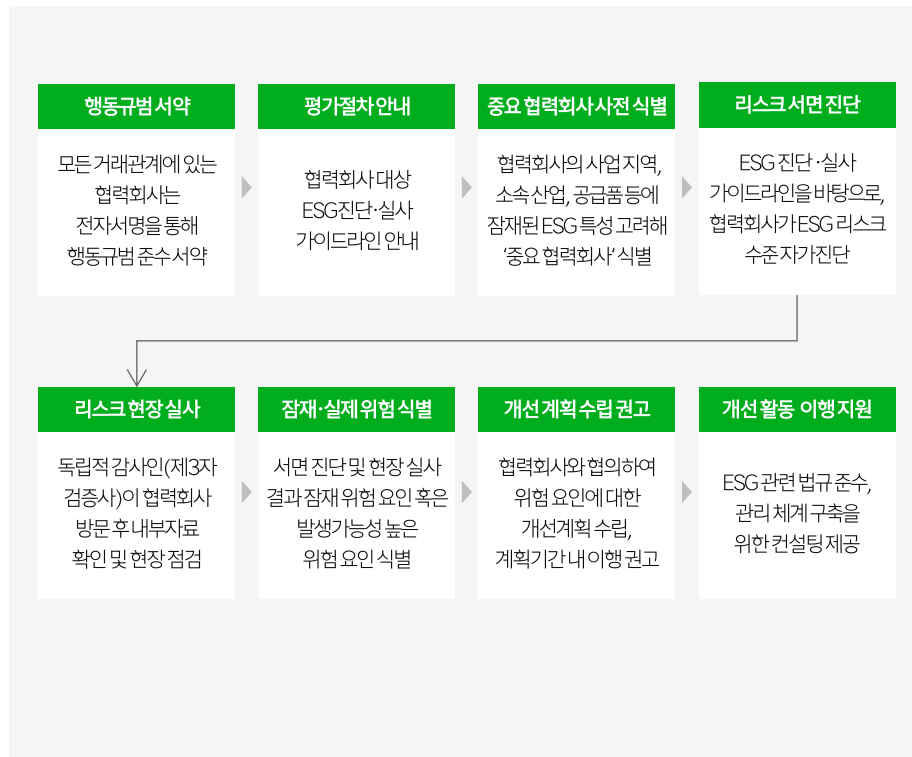 행동규범 서약
모든 거래관계에 있는
협력회사는
전자서명을 통해
행동규범 준수 서약
평가절차 안내
협력회사 대상
ESG진단·실사
가이드라인 안내
중요 협력회사 사전 식별
협력회사의 사업 지역,
소속 산업, 공급품 등에
잠재된 ESG 특성 고려해
‘중요 협력회사‘ 식별
리스크 서면 진단
ESG 진단 ·실사
가이드라인을 바탕으로,
협력회사가 ESG 리스크
수준 자가진단
리스크 현장 실사
독립적 감사인(제3자
검증사)이 협력회사
방문 후 내부자료
확인 및 현장 점검
잠재·실제 위험 식별
서면 진단 및 현장 실사
결과 잠재 위험 요인 혹은
발생가능성 높은
위험 요인 식별
개선 계획 수립 권고
협력회사와 협의하여
위험 요인에 대한
개선계획 수립,
계획기간 내 이행 권고
개선 활동 이행 지원
ESG 관련 법규 준수,
관리 체계 구축을
위한 컨설팅 제공